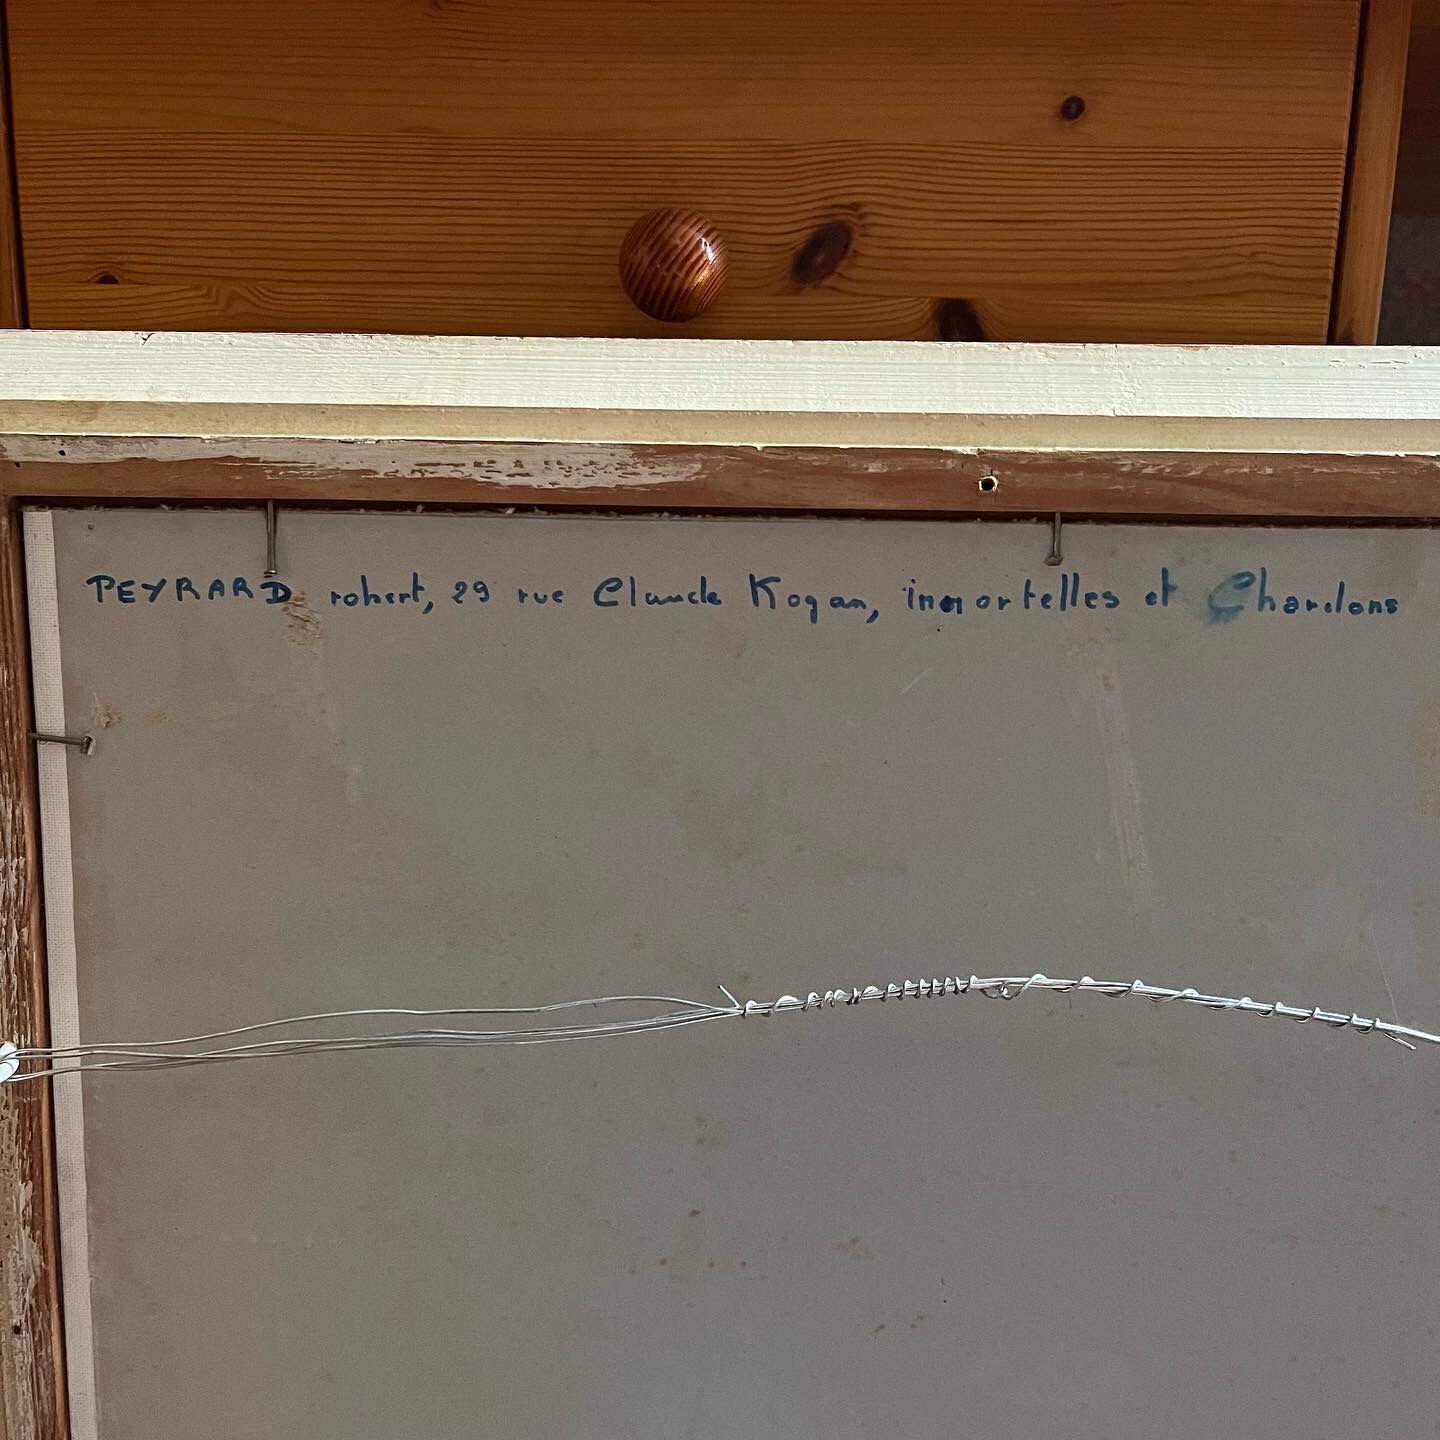 PEYRARD robert, 29 rue Claude Kogan, immortelles et Chardons